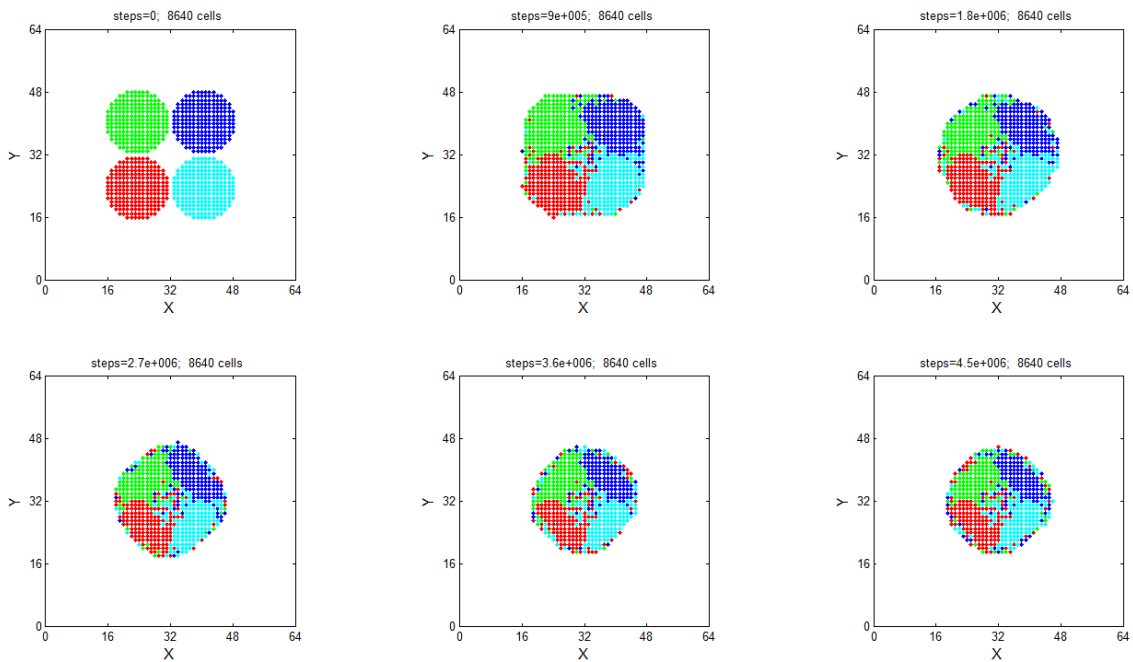 steps=0;  8640 cells
64
48
Y 32
16
0
0 16 32 48 64
X
steps=9e+005;  8640 cells
64
48
Y 32
16
0
0 16 32 48 64
X
steps=1.8e+006;  8640 cells
64
48
Y 32
16
0
0 16 32 48 64
X
steps=2.7e+006;  8640 cells
64
48
Y 32
16
0
0 16 32 48 64
X
steps=3.6e+006;  8640 cells
64
48
Y 32
16
0
0 16 32 48 64
X
steps=4.5e+006;  8640 cells
64
48
Y 32
16
0
0 16 32 48 64
X